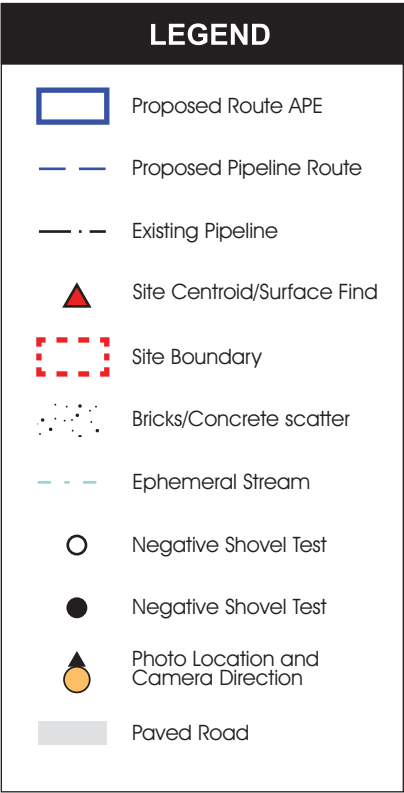 LEGEND
Proposed Route APE
Proposed Pipeline Route
Existing Pipeline
Site Centroid/Surface Find
Site Boundary
Bricks/Concrete scatter
Ephemeral Stream
Negative Shovel Test
Negative Shovel Test
Photo Location and
Camera Direction
Paved Road